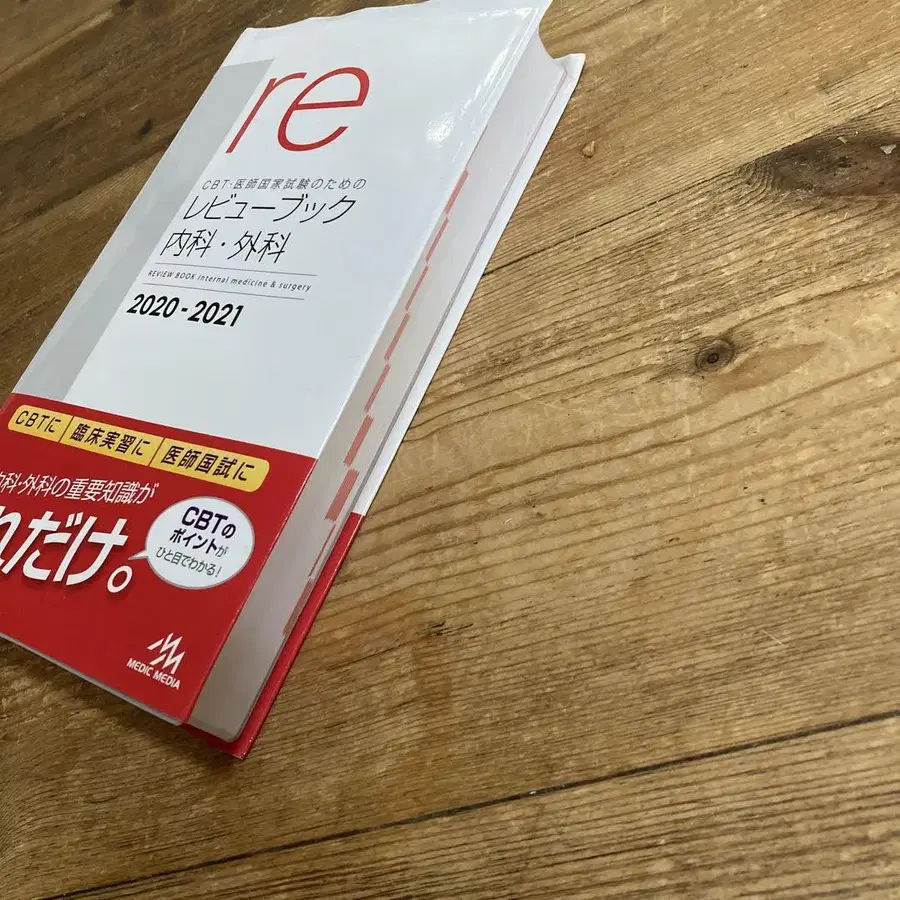 re
CBT・医師国家試験のための
レビューブック
内科・外科
REVIEW BOOK internal medicine & surgery
2020-2021
CBTに 臨床実習に 医師国試に
科・外科の重要知識が
だけ。
CBTの
ポイントが
ひと目でわかる!
MEDIC MEDIA